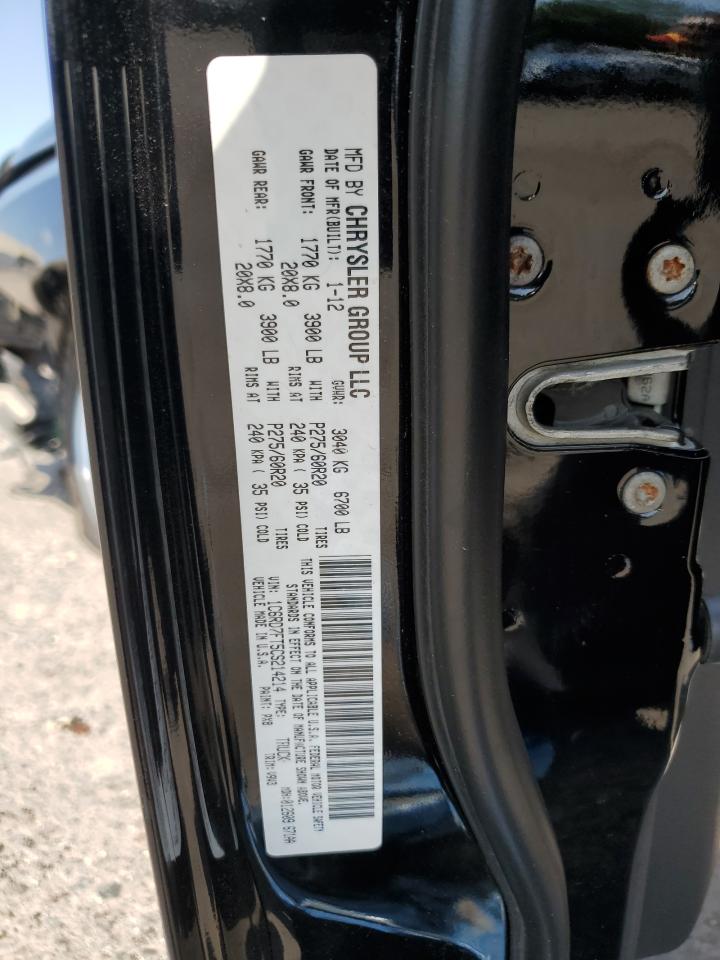 MFD BY CHRYSLER GROUP LLC
DATE OF MFR(BUILT): 1-12 GVWR: 3040 KG 6700 LB
GAWR FRONT: 1770 KG 3900 LB WITH P275/60R20 TIRES
20X8.0 RIMS AT 240 KPA ( 35 PSI) COLD
GAWR REAR: 1770 KG 3900 LB WITH P275/60R20 TIRES
20X8.0 RIMS AT 240 KPA ( 35 PSI) COLD
THIS VEHICLE CONFORMS TO ALL APPLICABLE U.S.A. FEDERAL MOTOR VEHICLE SAFETY
STANDARDS IN EFFECT ON THE DATE OF MANUFACTURE SHOWN ABOVE.
VIN: 1C6RD7FT5CS214214 TYPE: TRUCK
VEHICLE MADE IN U.S.A. PAINT: PX8